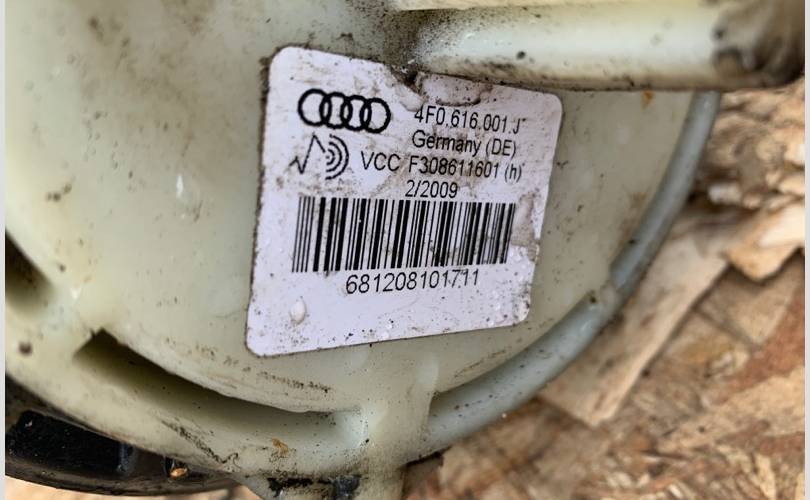 4F0.616.001.J
Germany (DE)
VCC F308611601 (h)
2/2009
681208101711